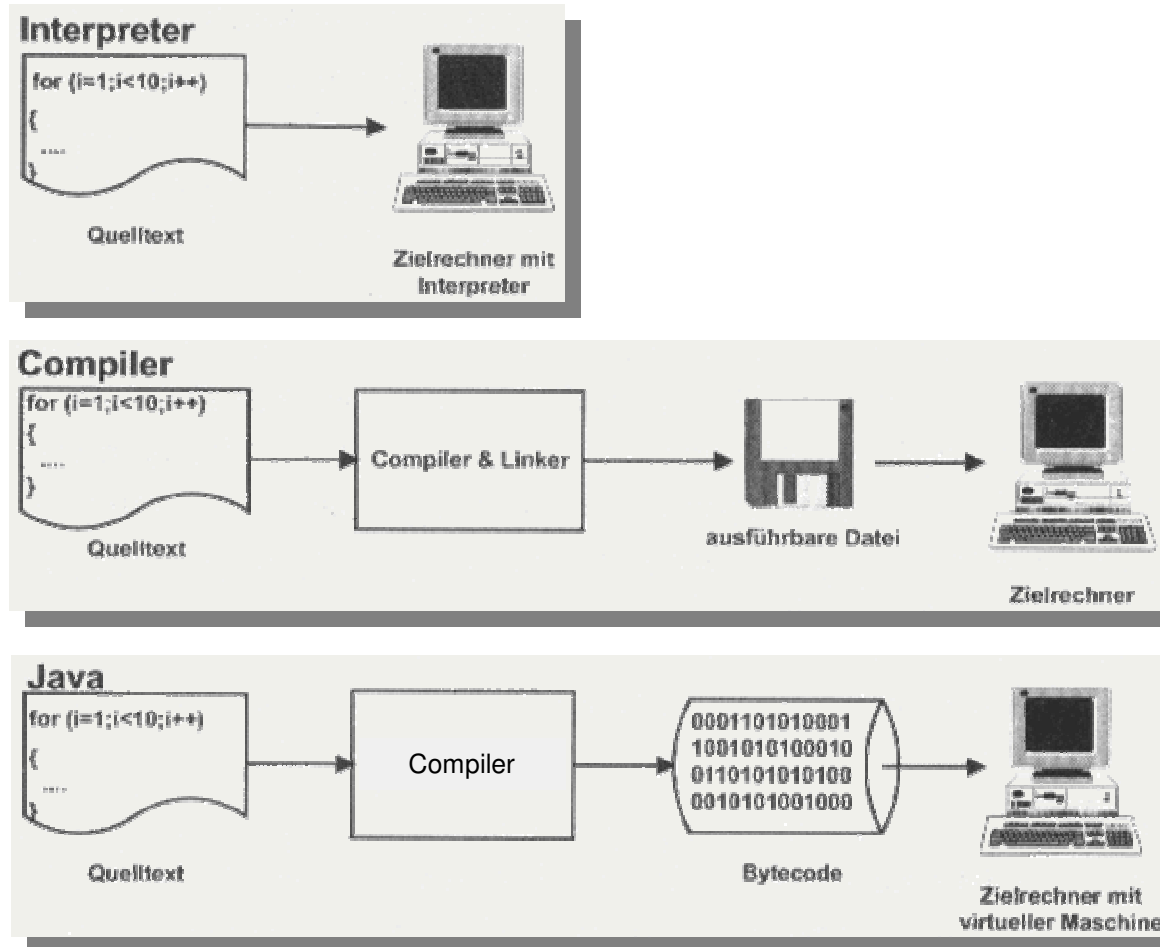 Interpreter
for (i=1;i<10;i++)
{
....
}
Quelltext
Zielrechner mit
Interpreter
Compiler
for (i=1;i<10;i++)
{
....
}
Quelltext
Compiler & Linker
ausführbare Datei
Zielrechner
Java
for (i=1;i<10;i++)
{
....
}
Quelltext
Compiler
0001101010001
1001010100010
0110101010100
0010101001000
Bytecode
Zielrechner mit
virtueller Maschine